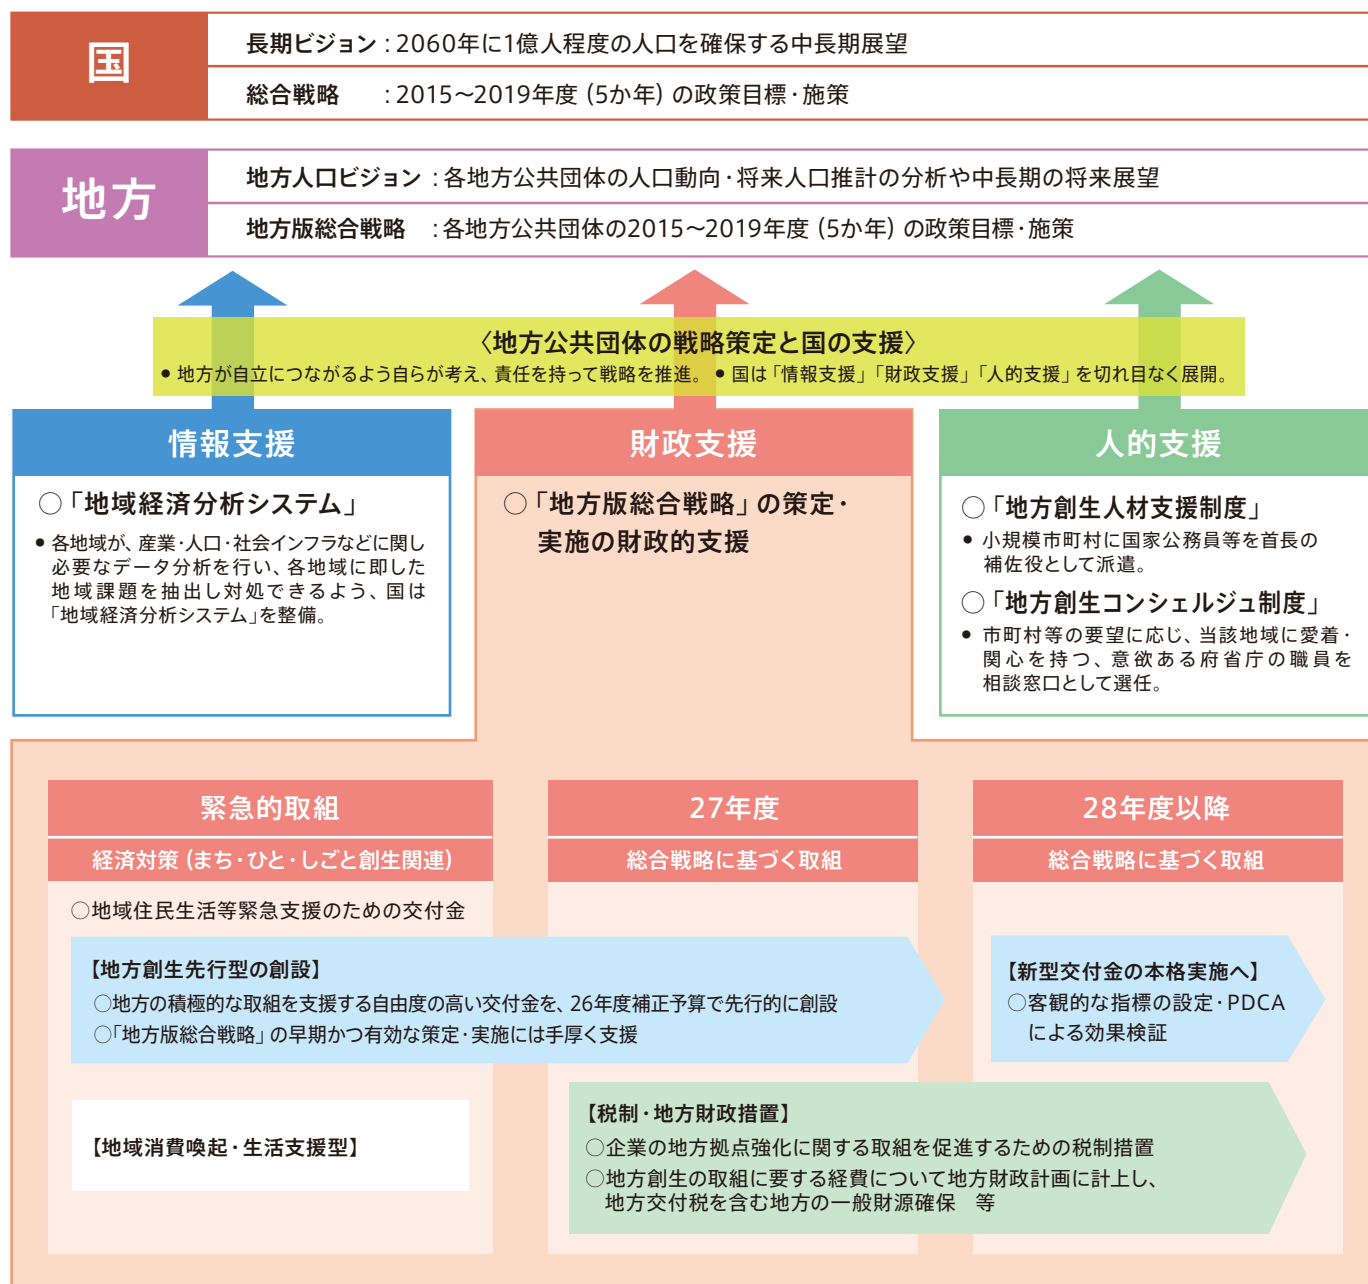 国
長期ビジョン : 2060年に1億人程度の人口を確保する中長期展望
総合戦略 : 2015～2019年度（5か年）の政策目標・施策
地方
地方人口ビジョン : 各地方公共団体の人口動向・将来人口推計の分析や中長期の将来展望
地方版総合戦略 : 各地方公共団体の2015～2019年度（5か年）の政策目標・施策
〈地方公共団体の戦略策定と国の支援〉
● 地方が自立につながるよう自らが考え、責任を持って戦略を推進。 ● 国は「情報支援」「財政支援」「人的支援」を切れ目なく展開。
情報支援
○「地域経済分析システム」
● 各地域が、産業・人口・社会インフラなどに関し
必要なデータ分析を行い、各地域に即した
地域課題を抽出し対処できるよう、国は
「地域経済分析システム」を整備。
財政支援
○「地方版総合戦略」の策定・
実施の財政的支援
人的支援
○「地方創生人材支援制度」
● 小規模市町村に国家公務員等を首長の
補佐役として派遣。
○「地方創生コンシェルジュ制度」
● 市町村等の要望に応じ、当該地域に愛着・
関心を持つ、意欲ある府省庁の職員を
相談窓口として選任。
緊急的取組
経済対策（まち・ひと・しごと創生関連）
○地域住民生活等緊急支援のための交付金
27年度
総合戦略に基づく取組
28年度以降
総合戦略に基づく取組
【地方創生先行型の創設】
○地方の積極的な取組を支援する自由度の高い交付金を、26年度補正予算で先行的に創設
○「地方版総合戦略」の早期かつ有効な策定・実施には手厚く支援
【新型交付金の本格実施へ】
○客観的な指標の設定・PDCA
による効果検証
【地域消費喚起・生活支援型】
【税制・地方財政措置】
○企業の地方拠点強化に関する取組を促進するための税制措置
○地方創生の取組に要する経費について地方財政計画に計上し、
地方交付税を含む地方の一般財源確保　等